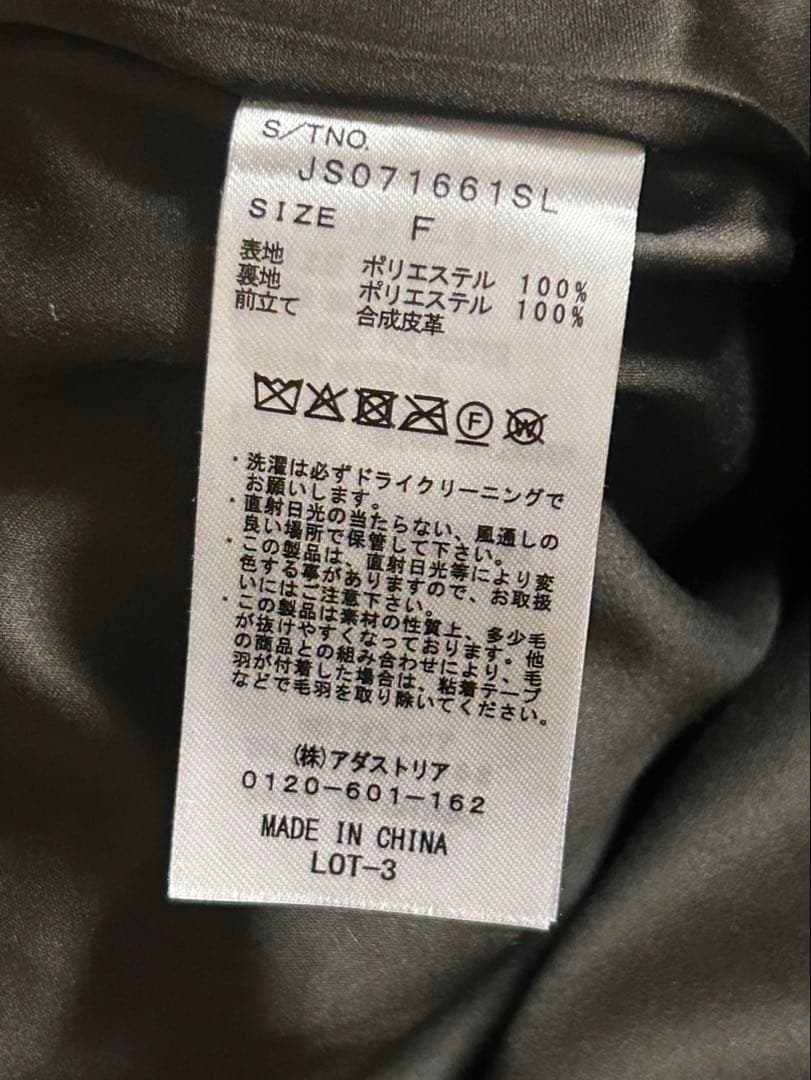 S/TNO.
JS071661SL
SIZE F
表地 ポリエステル 100%
裏地 ポリエステル 100%
前立て 合成皮革
F W
・洗濯は必ずドライクリーニングで
お願いします。
・直射日光の当たらない、風通しの
良い場所で保管して下さい。
・この製品は、直射日光等により変
色する事がありますので、お取扱
いにはご注意下さい。
・この製品は素材の性質上、多少毛
が抜けやすくなっております。他
の商品との組み合わせにより、毛
羽が付着した場合は、粘着テープ
などで毛羽を取り除いてください。
(株)アダストリア
0120-601-162
MADE IN CHINA
LOT-3